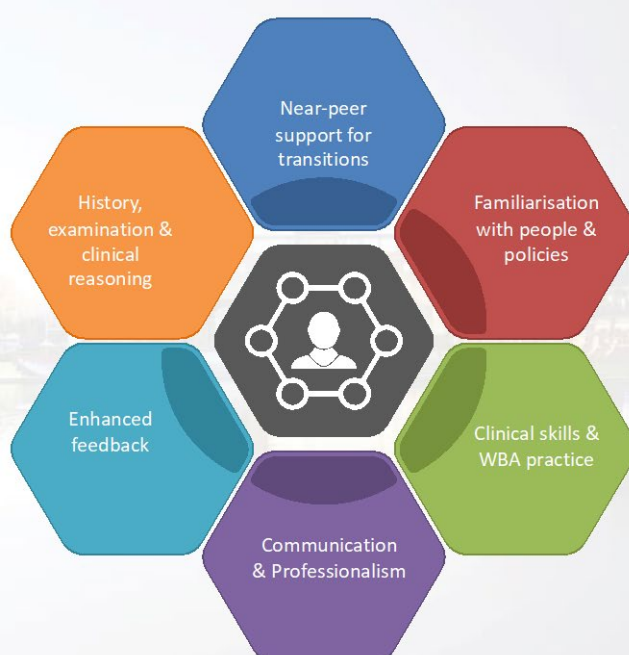 Near-peer
support for
transitions
History,
examination &
clinical
reasoning
Familiarisation
with people &
policies
Enhanced
feedback
Clinical skills &
WBA practice
Communication
& Professionalism